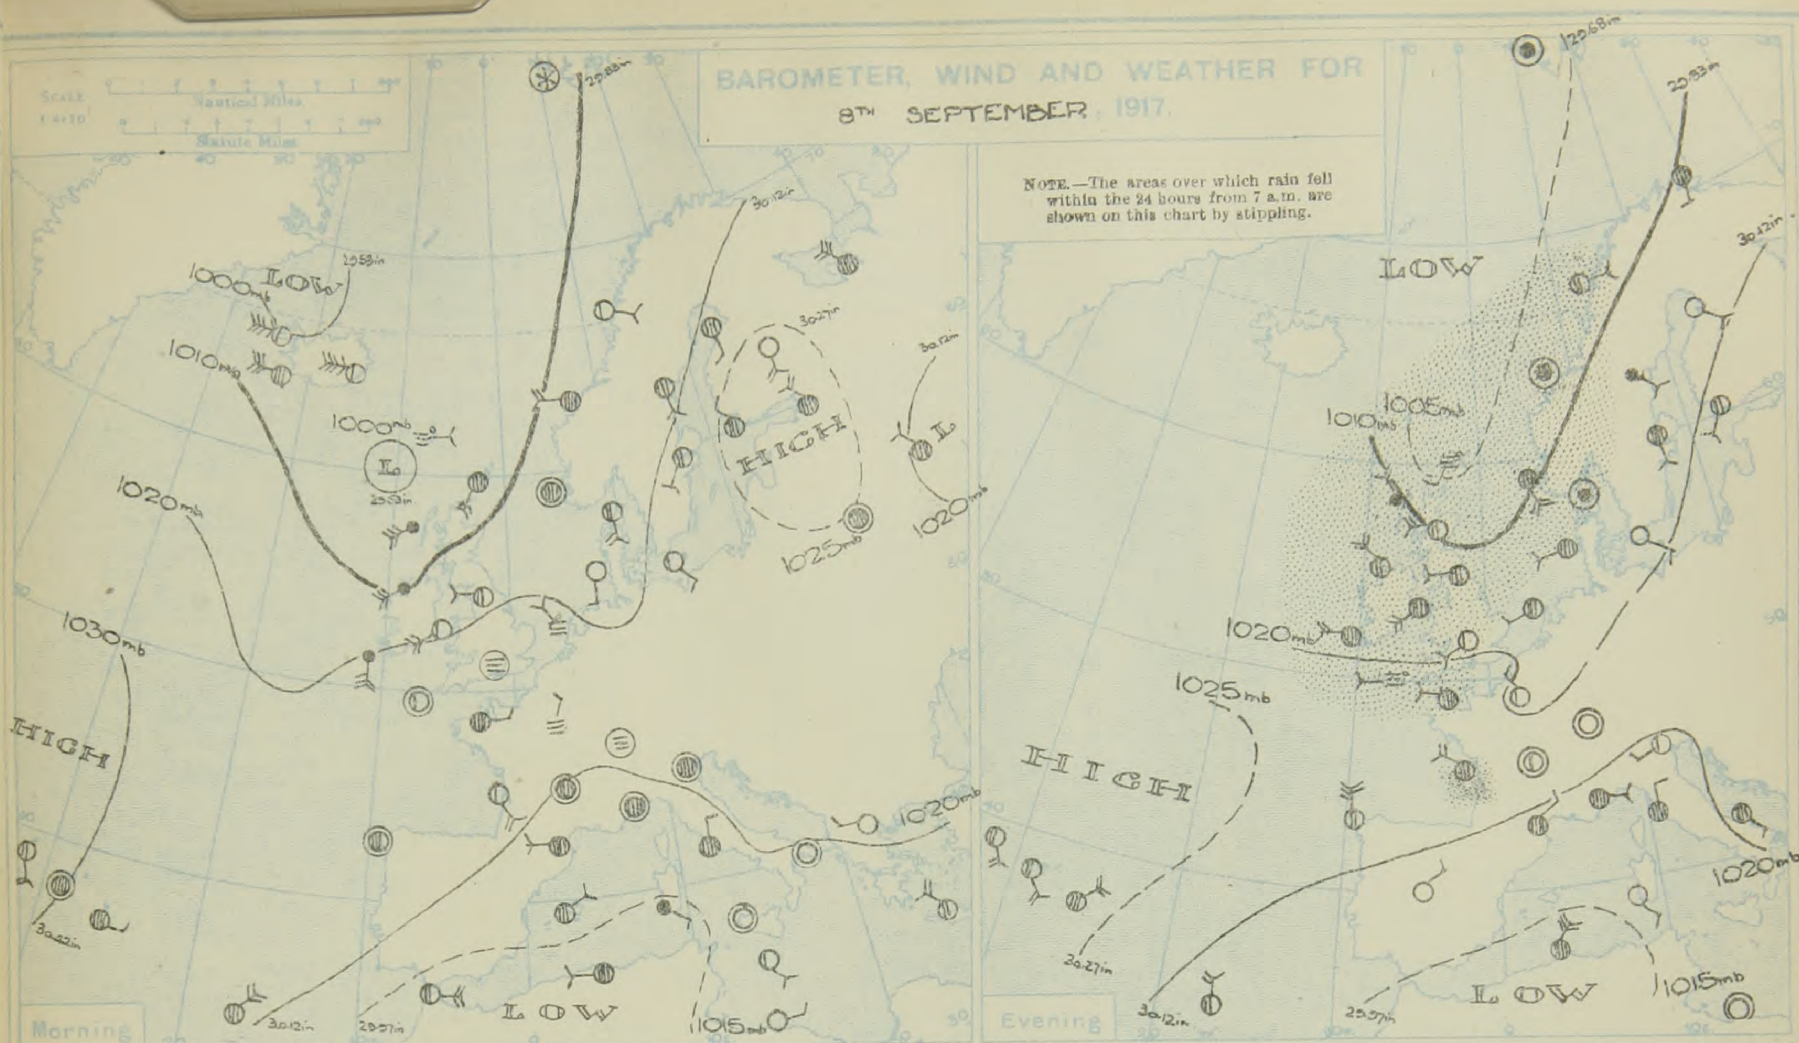 SCALE
Nautical Miles.
Statute Miles
BAROMETER, WIND AND WEATHER FOR
8TH SEPTEMBER, 1917.
NOTE.—The areas over which rain fell
within the 24 hours from 7 a.m. are
shown on this chart by stippling.
29.83in
30.12in
LOW
29.53in
1000mb
30.27in
1010mb
30.12in
1000mb
L
L
29.53in
HIGH
1020mb
1020mb
1025mb
1030mb
HIGH
1020mb
30.42in
30.12in
29.97in
LOW
1015mb
Morning
29.68in
29.83in
30.12in
LOW
1005mb
1010mb
1020mb
1025mb
HIGH
1020mb
30.27in
30.12in
29.97in
LOW
1015mb
Evening